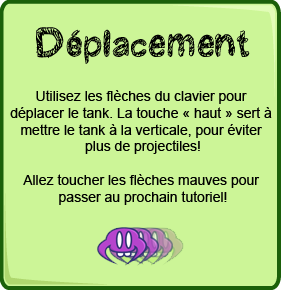 Déplacement
Utilisez les flèches du clavier pour
déplacer le tank. La touche « haut » sert à
mettre le tank à la verticale, pour éviter
plus de projectiles!
Allez toucher les flèches mauves pour
passer au prochain tutoriel!